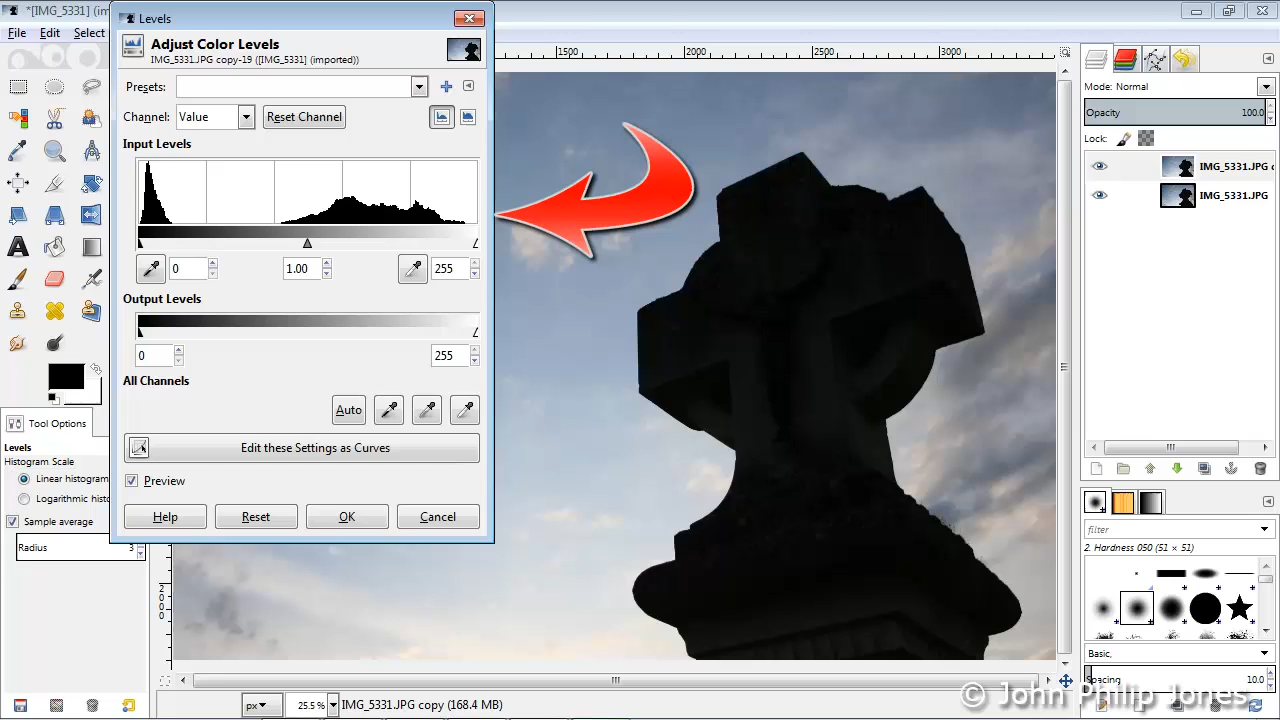 *[IMG_5331] (im
Levels
File Edit Select
Adjust Color Levels
IMG_5331.JPG copy-19 ([IMG_5331] (imported))
1500 2000 2500 3000
Presets:
Channel: Value Reset Channel
Input Levels
0 1.00 255
Output Levels
0 255
All Channels
Auto
Edit these Settings as Curves
Preview
Help Reset OK Cancel
Tool Options
Levels
Histogram Scale
Linear histogram
Logarithmic histo
Sample average
Radius 3
2000
px 25.5 % IMG_5331.JPG copy (168.4 MB)
Mode: Normal
Opacity 100.0
Lock:
IMG_5331.JPG c
IMG_5331.JPG
filter
2. Hardness 050 (51 × 51)
Basic,
Spacing 10.0
© John Philip Jones